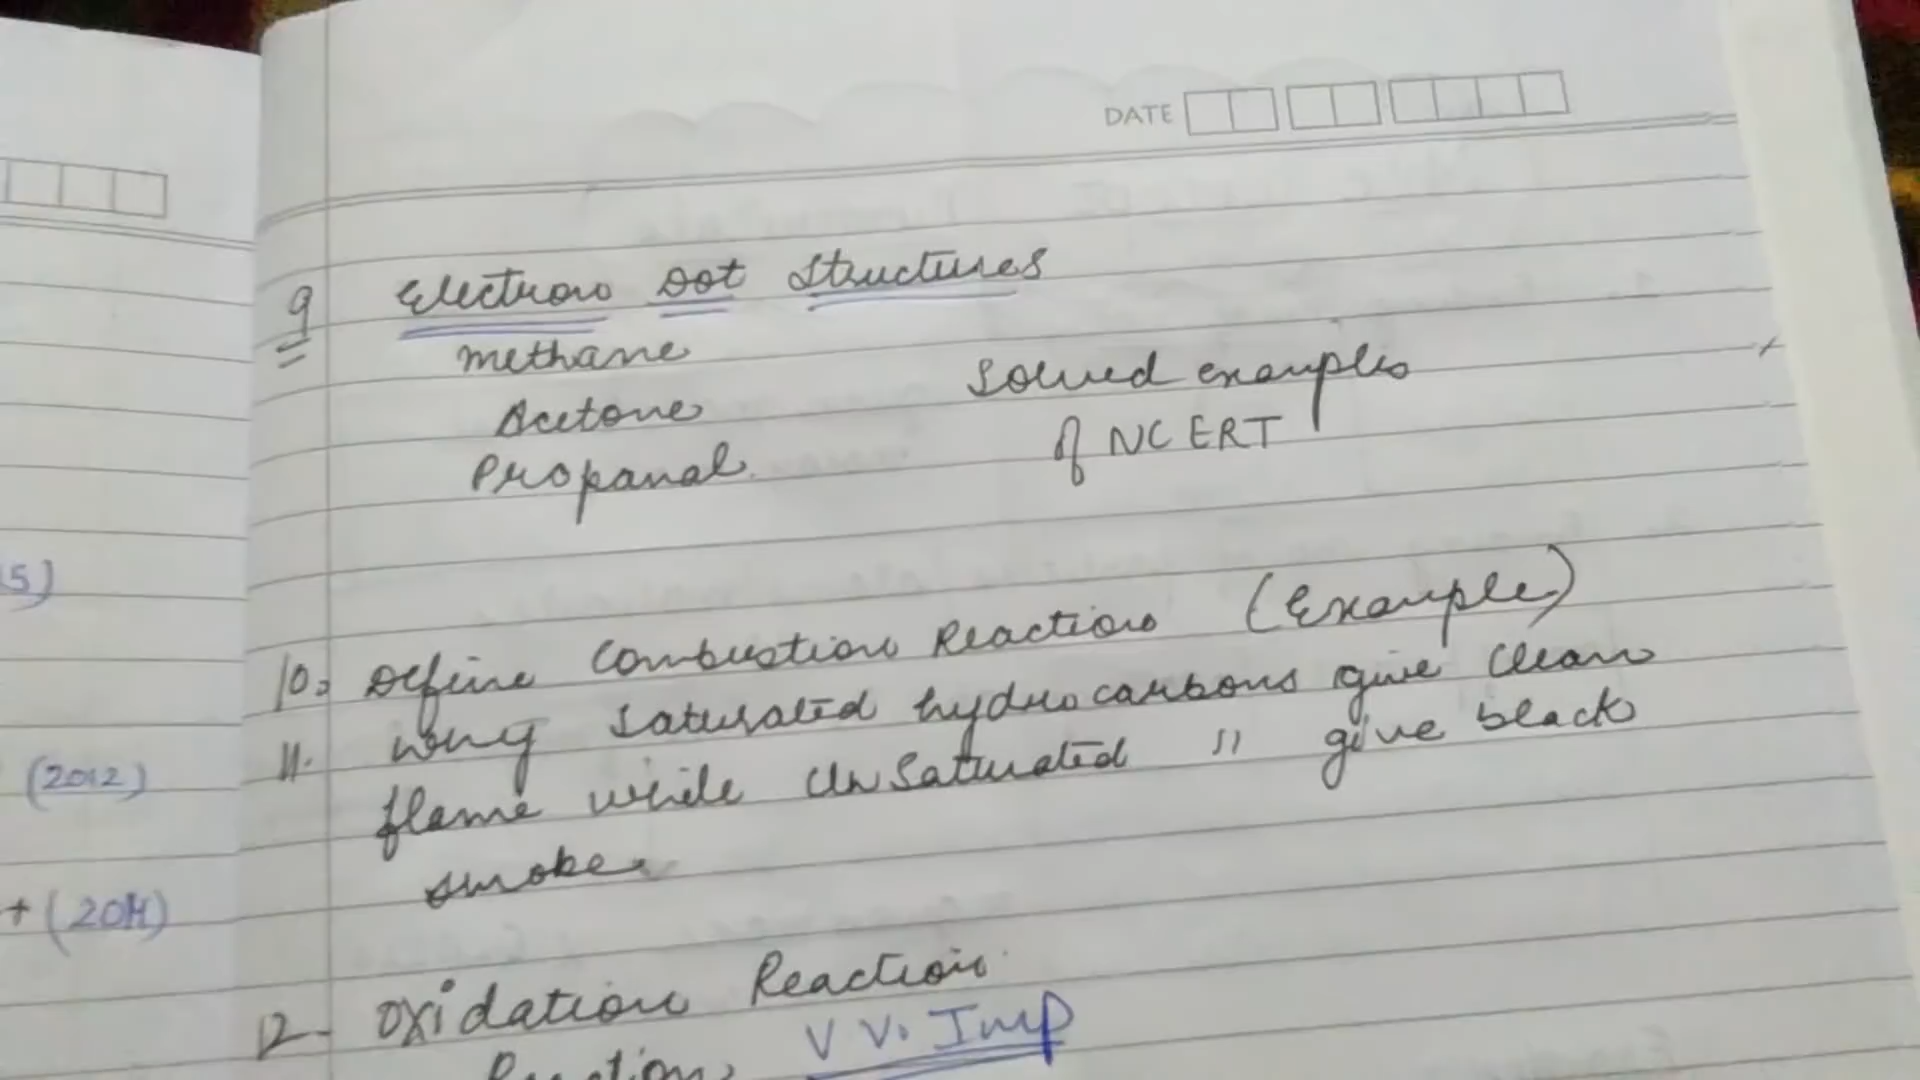 DATE
9 Electron Dot Structures
methane
Acetone
Propanal.
Solved examples
of NCERT
10. Define Combustion Reaction (Example)
11. Why saturated hydrocarbons give clean
flame while Unsaturated " give black
smoke.
12. Oxidation Reaction
V V. Imp
5)
(2012)
+ (2011)